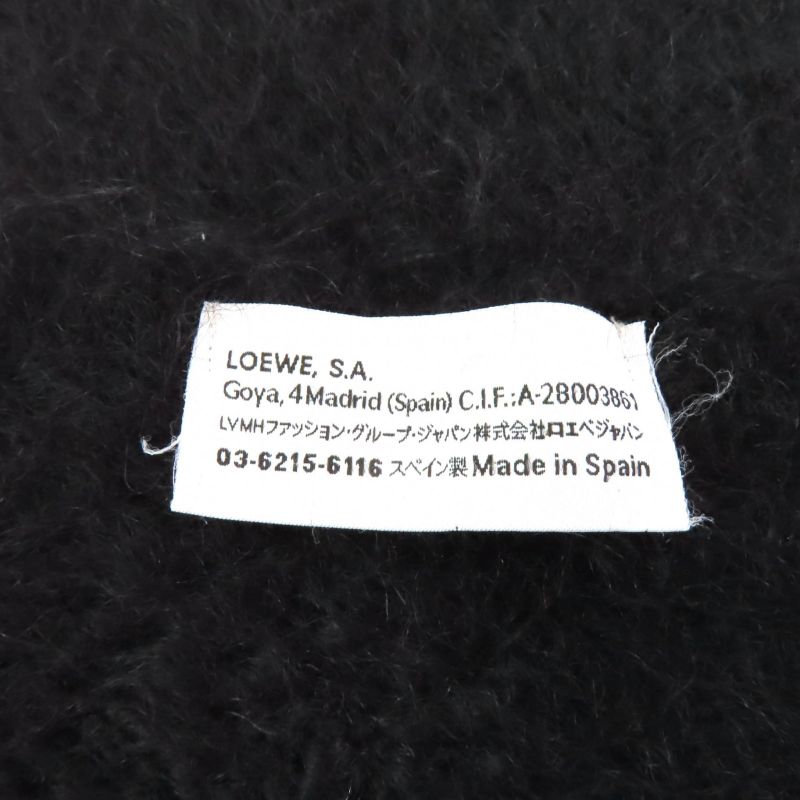 LOEWE, S.A.
Goya, 4 Madrid (Spain) C.I.F.:A-28003861
LVMHファッション・グループ・ジャパン株式会社ロエベジャパン
03-6215-6116 スペイン製 Made in Spain